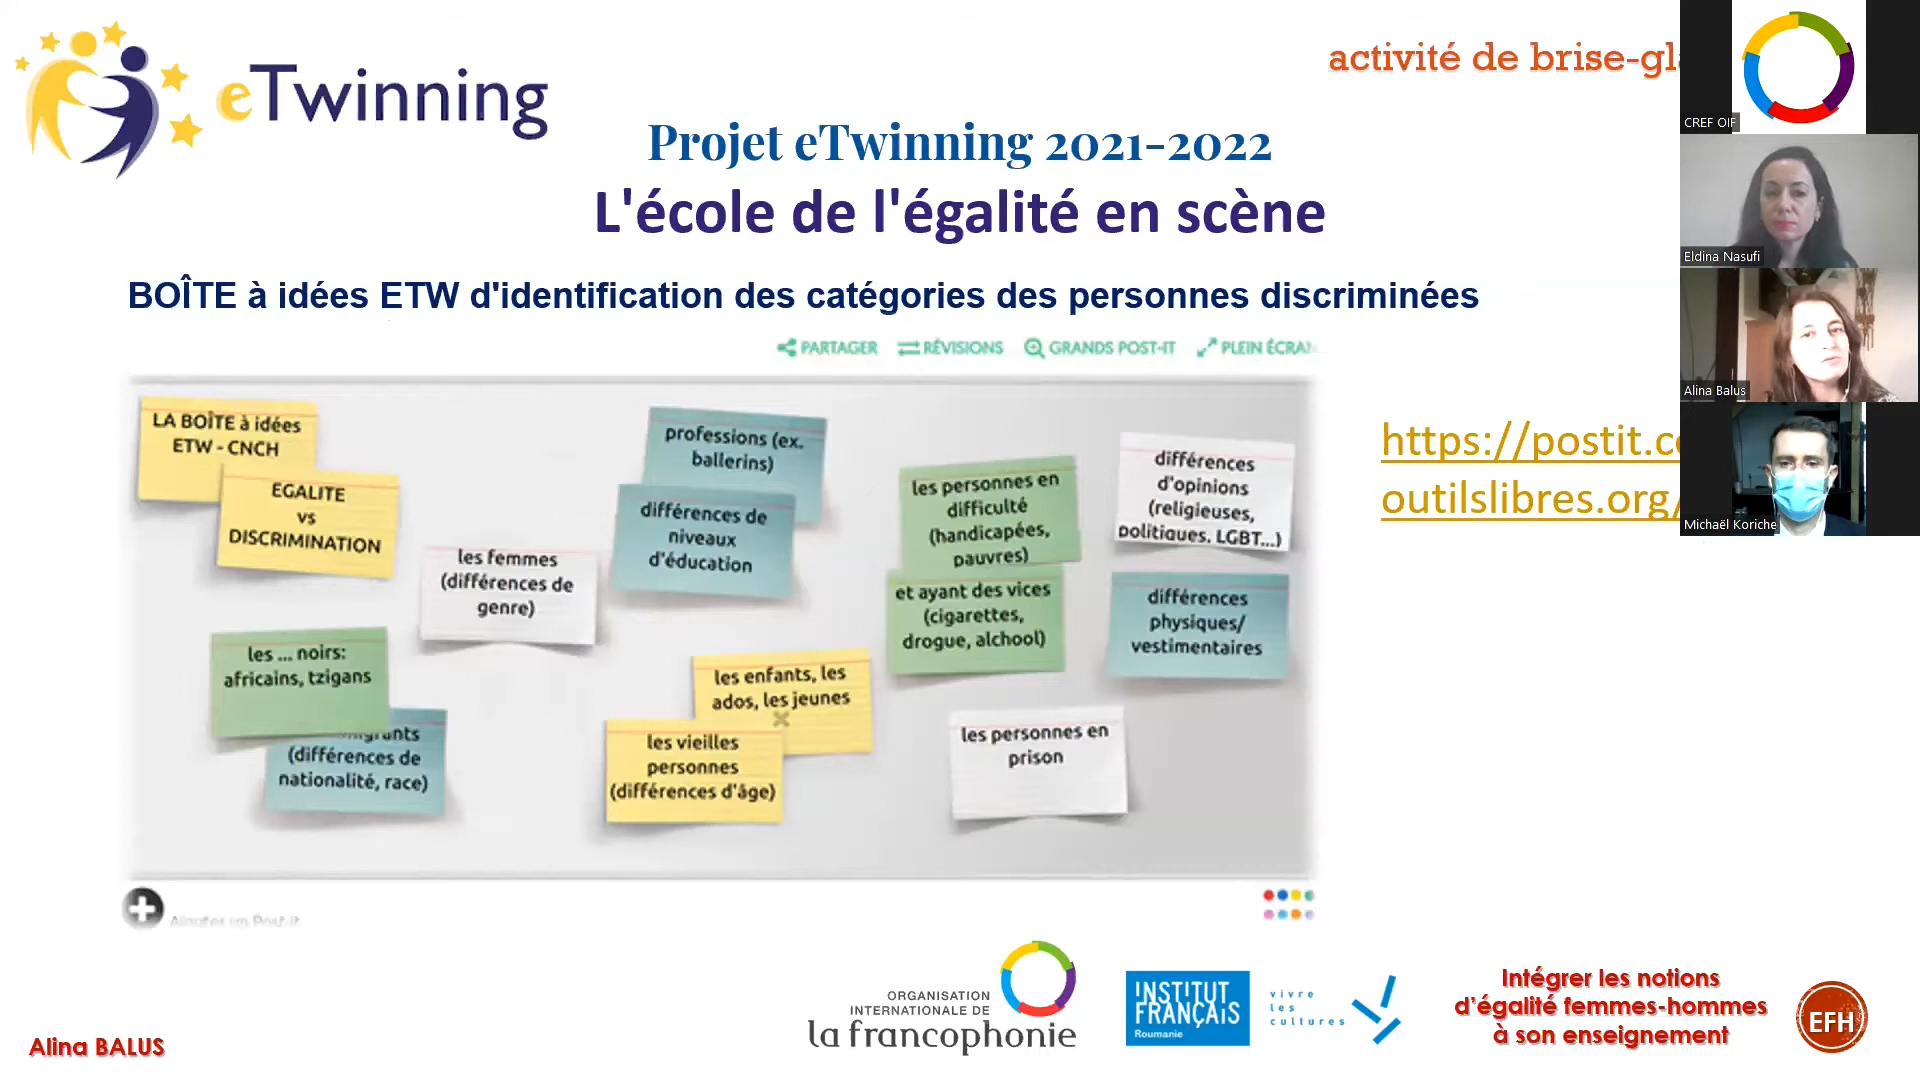 eTwinning
activité de brise-gla
Projet eTwinning 2021-2022
L'école de l'égalité en scène
BOÎTE à idées ETW d'identification des catégories des personnes discriminées
PARTAGER
RÉVISIONS
GRANDS POST-IT
PLEIN ÉCRAN
LA BOÎTE à idées
ETW - CNCH
EGALITE
vs
DISCRIMINATION
les femmes
(différences de
genre)
professions (ex.
ballerins)
différences de
niveaux
d'éducation
les personnes en
difficulté
(handicapées,
pauvres)
et ayant des vices
(cigarettes,
drogue, alchool)
différences
d'opinions
(religieuses,
politiques, LGBT...)
différences
physiques/
vestimentaires
les ... noirs:
africains, tzigans
(différences de
nationalité, race)
les enfants, les
ados, les jeunes
les vieilles
personnes
(différences d'âge)
les personnes en
prison
Ajouter un Post-it
https://postit.co
outilslibres.org/
CREF OIF
Eldina Nasufi
Alina Balus
Michaël Koriche
Alina BALUS
ORGANISATION
INTERNATIONALE DE
la francophonie
INSTITUT
FRANÇAIS
Roumanie
vivre
les
cultures
Intégrer les notions
d'égalité femmes-hommes
à son enseignement
EFH